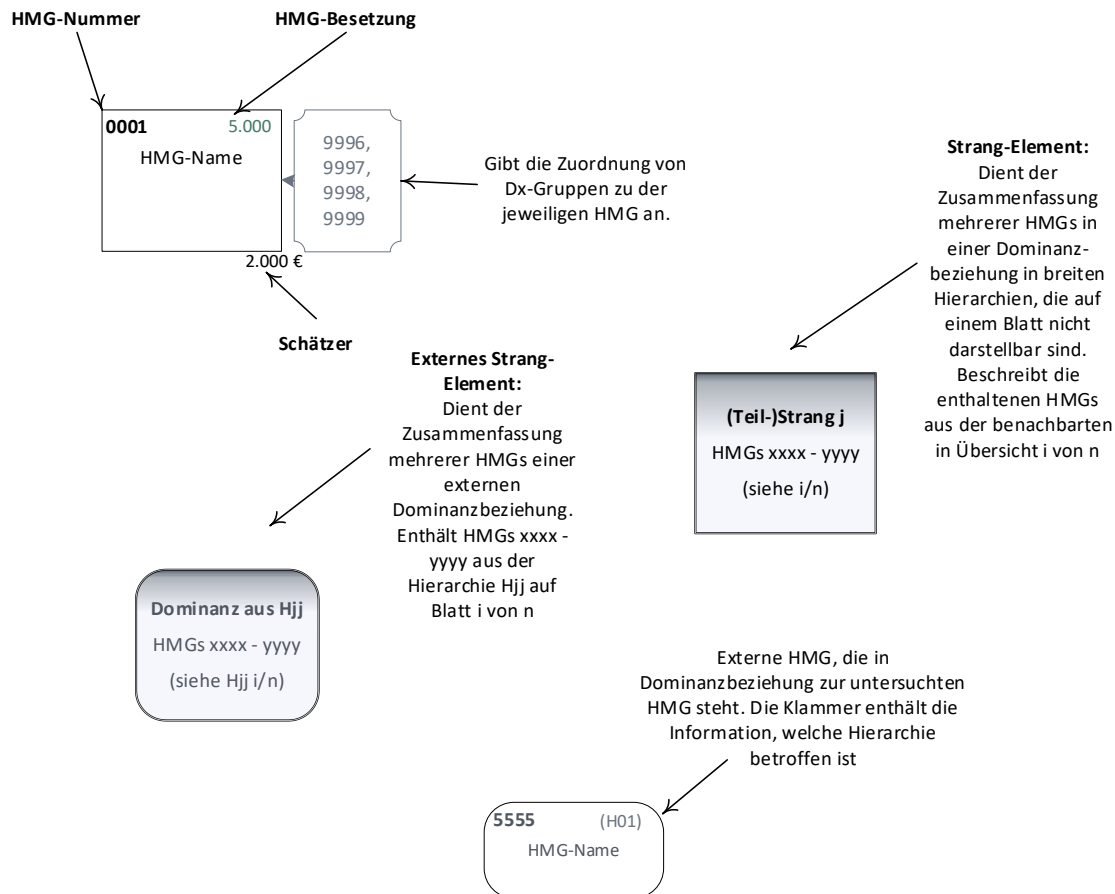 HMG-Nummer
HMG-Besetzung
0001
5.000
HMG-Name
9996,
9997,
9998,
9999
Gibt die Zuordnung von
Dx-Gruppen zu der
jeweiligen HMG an.
2.000 €
Schätzer
Strang-Element:
Dient der
Zusammenfassung
mehrerer HMGs in
einer Dominanz-
beziehung in breiten
Hierarchien, die auf
einem Blatt nicht
darstellbar sind.
Beschreibt die
enthaltenen HMGs
aus der benachbarten
in Übersicht i von n
(Teil-)Strang j
HMGs xxxx - yyyy
(siehe i/n)
Externes Strang-
Element:
Dient der
Zusammenfassung
mehrerer HMGs einer
externen
Dominanzbeziehung.
Enthält HMGs xxxx -
yyyy aus der
Hierarchie Hjj auf
Blatt i von n
Dominanz aus Hjj
HMGs xxxx - yyyy
(siehe Hjj i/n)
Externe HMG, die in
Dominanzbeziehung zur untersuchten
HMG steht. Die Klammer enthält die
Information, welche Hierarchie
betroffen ist
5555
(H01)
HMG-Name